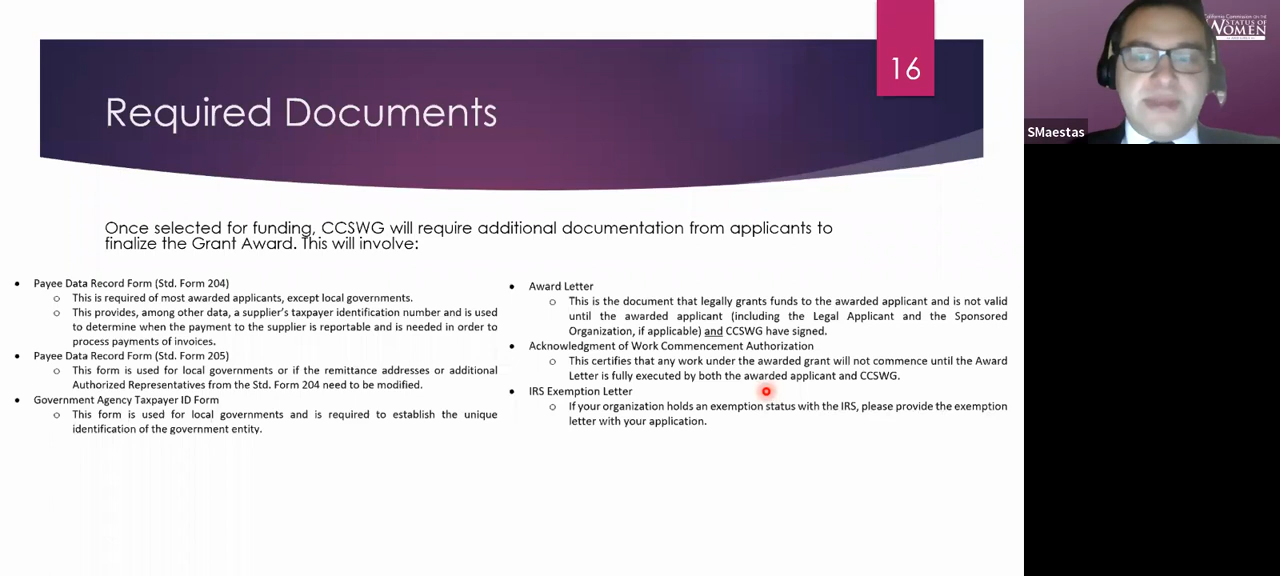 16
Required Documents
Once selected for funding, CCSWG will require additional documentation from applicants to
finalize the Grant Award. This will involve:
• Payee Data Record Form (Std. Form 204)
o This is required of most awarded applicants, except local governments.
o This provides, among other data, a supplier's taxpayer identification number and is used
to determine when the payment to the supplier is reportable and is needed in order to
process payments of invoices.
• Payee Data Record Form (Std. Form 205)
o This form is used for local governments or if the remittance addresses or additional
Authorized Representatives from the Std. Form 204 need to be modified.
• Government Agency Taxpayer ID Form
o This form is used for local governments and is required to establish the unique
identification of the government entity.
• Award Letter
o This is the document that legally grants funds to the awarded applicant and is not valid
until the awarded applicant (including the Legal Applicant and the Sponsored
Organization, if applicable) and CCSWG have signed.
• Acknowledgment of Work Commencement Authorization
o This certifies that any work under the awarded grant will not commence until the Award
Letter is fully executed by both the awarded applicant and CCSWG.
• IRS Exemption Letter
o If your organization holds an exemption status with the IRS, please provide the exemption
letter with your application.
California Commission on the
STATUS OF
WOMEN
SMaestas